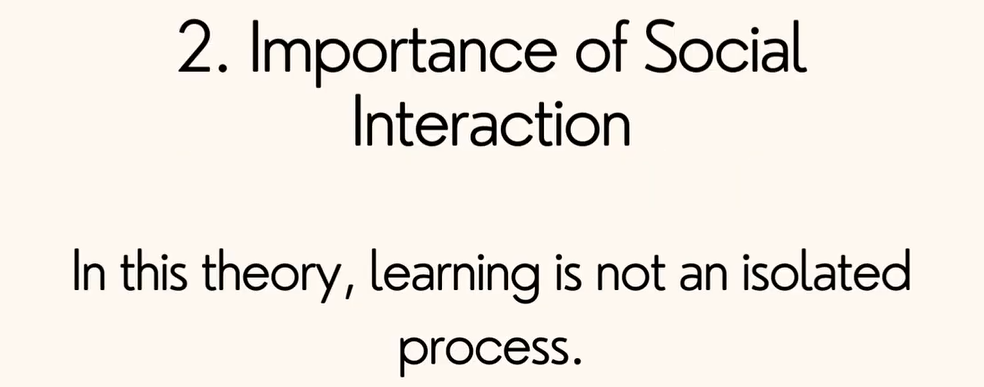 2. Importance of Social
Interaction
In this theory, learning is not an isolated
process.